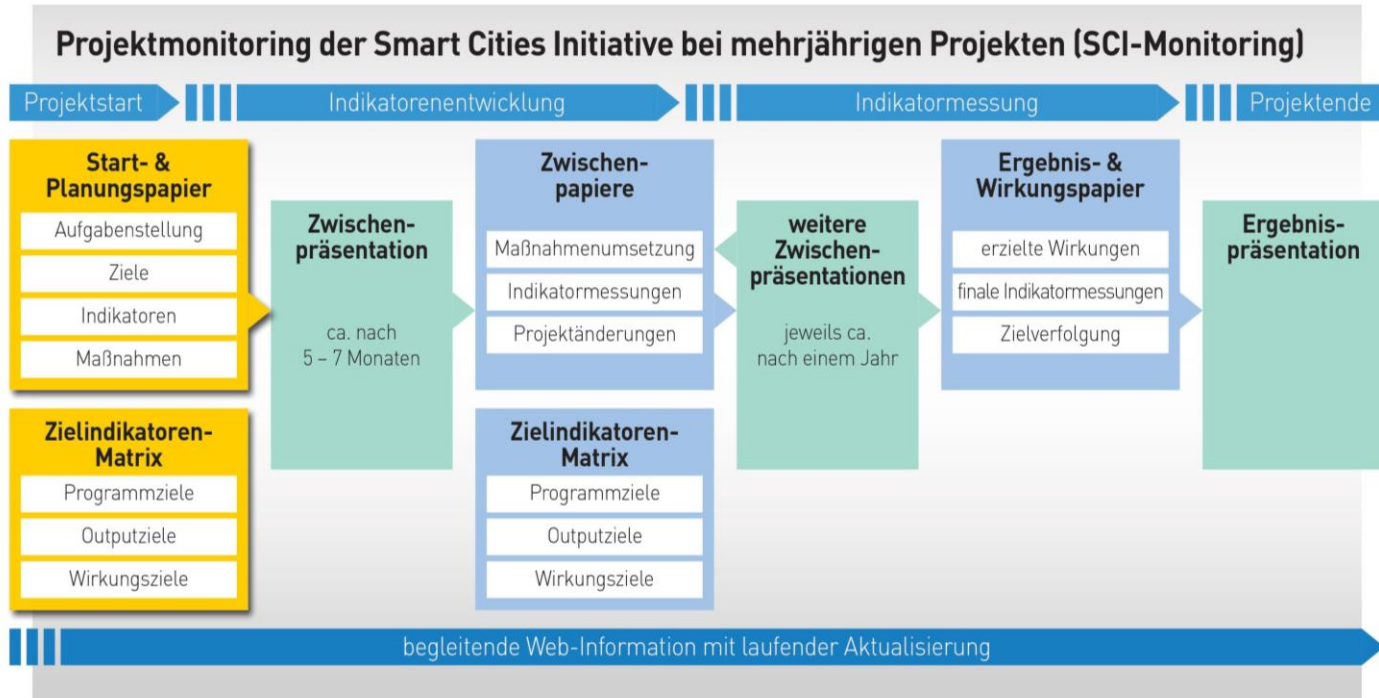 Projektmonitoring der Smart Cities Initiative bei mehrjährigen Projekten (SCI-Monitoring)
Projektstart
Indikatorenentwicklung
Indikatormessung
Projektende
Start- &
Planungspapier
Aufgabenstellung
Ziele
Indikatoren
Maßnahmen
Zielindikatoren-
Matrix
Programmziele
Outputziele
Wirkungsziele
Zwischen-
präsentation
ca. nach
5 – 7 Monaten
Zwischen-
papiere
Maßnahmenumsetzung
Indikatormessungen
Projektänderungen
Zielindikatoren-
Matrix
Programmziele
Outputziele
Wirkungsziele
weitere
Zwischen-
präsentationen
jeweils ca.
nach einem Jahr
Ergebnis- &
Wirkungspapier
erzielte Wirkungen
finale Indikatormessungen
Zielverfolgung
Ergebnis-
präsentation
begleitende Web-Information mit laufender Aktualisierung